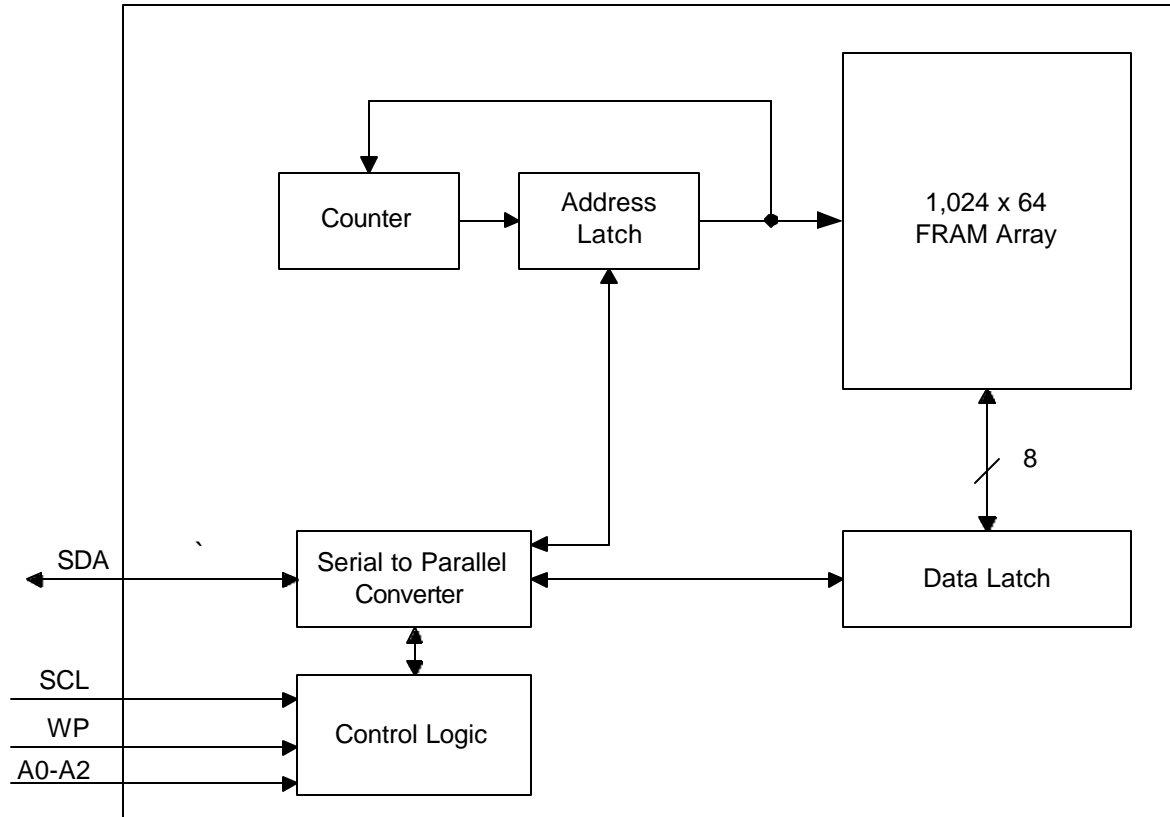 Counter
Address
Latch
1,024 x 64
FRAM Array
8
SDA
`
Serial to Parallel
Converter
Data Latch
SCL
WP
A0-A2
Control Logic